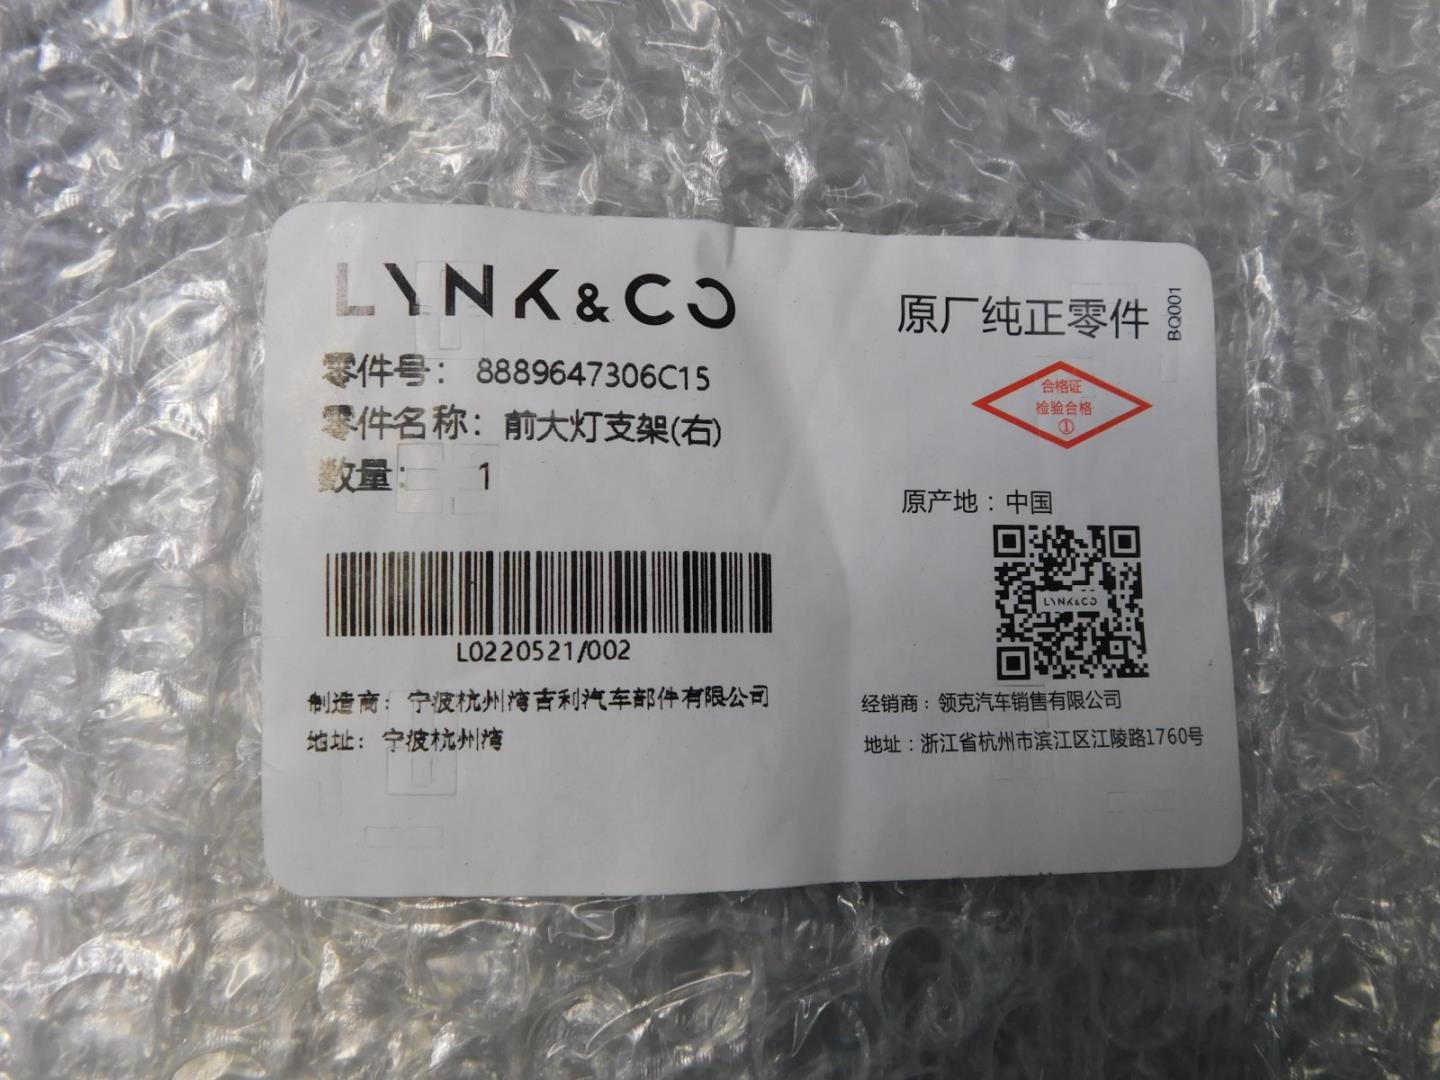 LYNK&CO
零件号： 8889647306C15
零件名称：前大灯支架(右)
数量： 1
L0220521/002
制造商：宁波杭州湾吉利汽车部件有限公司
地址：宁波杭州湾
原厂纯正零件
BQ001
合格证
检验合格
①
原产地：中国
LYNK&CO
经销商：领克汽车销售有限公司
地址：浙江省杭州市滨江区江陵路1760号